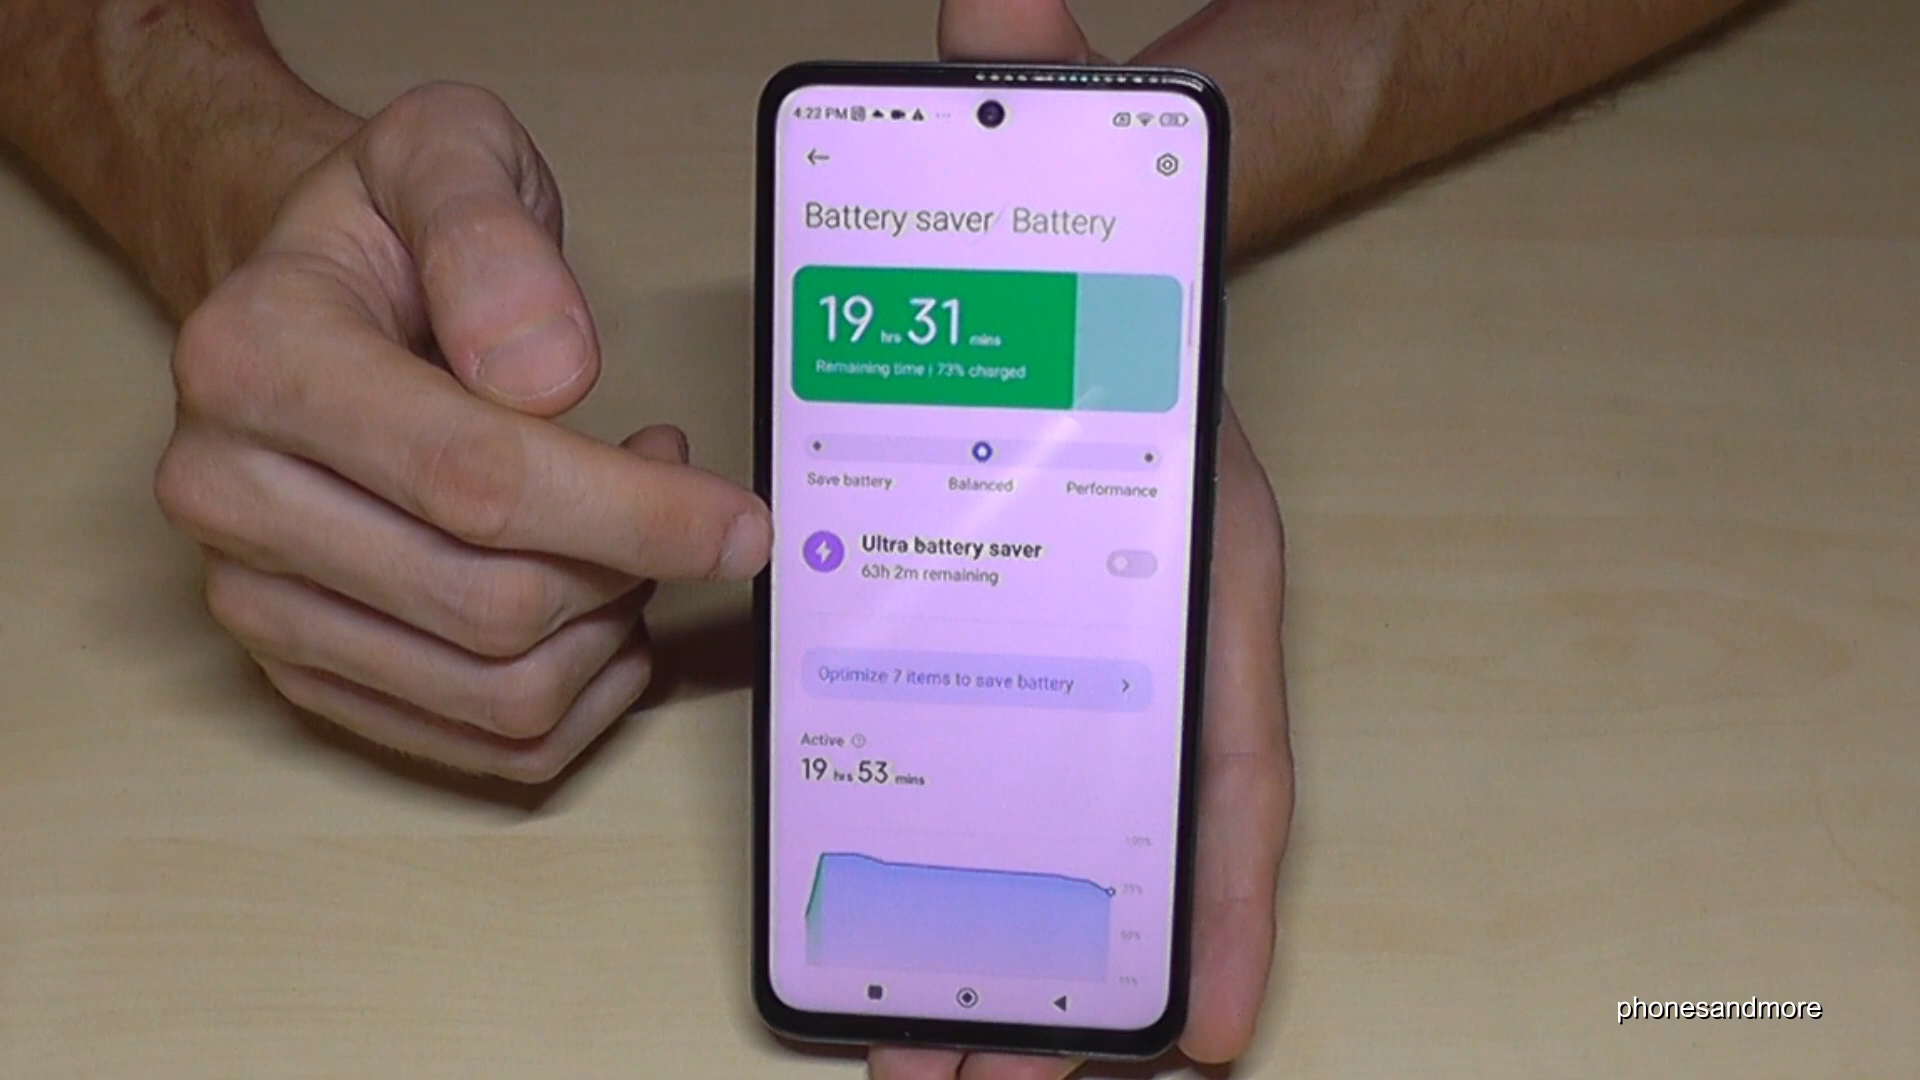 4:22 PM
Battery saver Battery
19 hrs 31 mins
Remaining time | 73% charged
Save battery Balanced Performance
Ultra battery saver
63h 2m remaining
Optimize 7 items to save battery
Active
19 hrs 53 mins
100%
75%
50%
phonesandmore